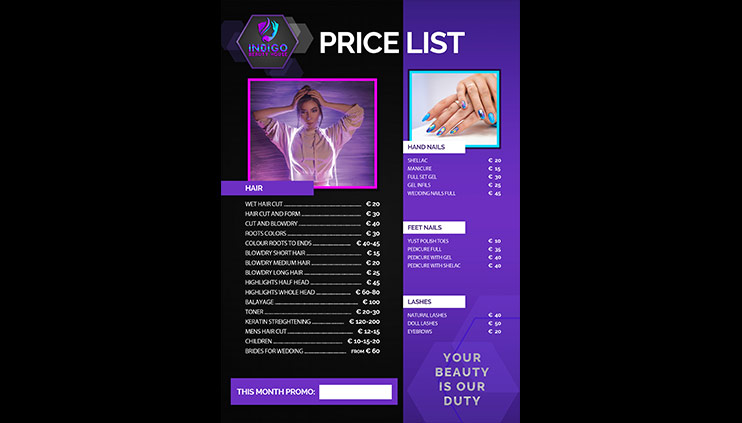 INDIGO
PRICE LIST
HAIR
WET HAIR CUT € 20
HAIR CUT AND FORM € 30
CUT AND BLOWDRY € 40
ROOTS COLORS € 30
COLOUR ROOTS TO ENDS € 40-45
BLOWDRY SHORT HAIR € 15
BLOWDRY MEDIUM HAIR € 20
BLOWDRY LONG HAIR € 25
HIGHLIGHTS HALF HEAD € 45
HIGHLIGHTS WHOLE HEAD € 60-80
BALAYAGE € 100
TONER € 20-30
KERATIN STREIGHTENING € 120-200
MENS HAIR CUT € 12-15
CHILDREN € 10-15-20
BRIDES FOR WEDDING FROM € 60
THIS MONTH PROMO:
HAND NAILS
SHELLAC € 20
MANICURE € 15
FULL SET GEL € 30
GEL INFILS € 25
WEDDING NAILS FULL € 45
FEET NAILS
YUST POLISH TOES € 10
PEDICURE FULL € 35
PEDICURE WITH GEL € 40
PEDICURE WITH SHELAC € 40
LASHES
NATURAL LASHES € 40
DOLL LASHES € 50
EYEBROWS € 20
YOUR
BEAUTY
IS OUR
DUTY